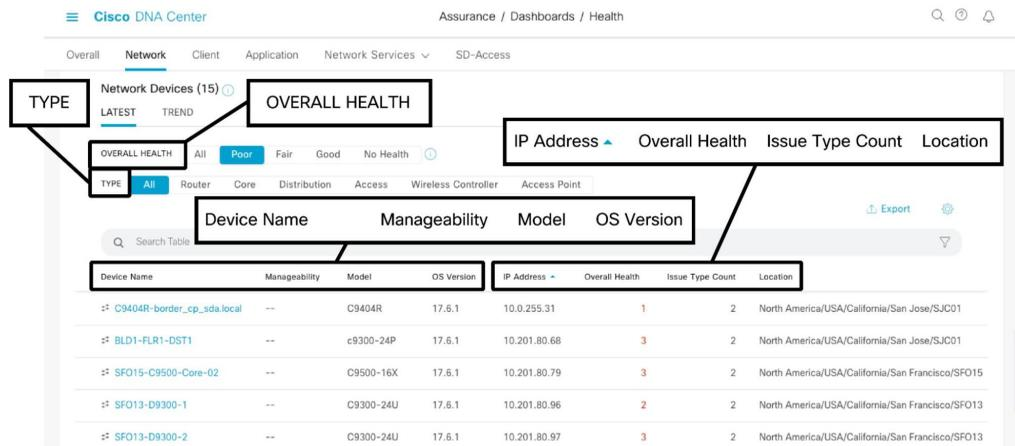 Cisco DNA Center
Assurance / Dashboards / Health
Overall Network Client Application Network Services SD-Access
Network Devices (15)
LATEST TREND
TYPE
OVERALL HEALTH
IP Address Overall Health Issue Type Count Location
OVERALL HEALTH All Poor Fair Good No Health
TYPE All Router Core Distribution Access Wireless Controller Access Point
Device Name Manageability Model OS Version
Export
Search Table
Device Name Manageability Model OS Version IP Address Overall Health Issue Type Count Location
C9404R-border_cp_sda.local -- C9404R 17.6.1 10.0.255.31 1 2 North America/USA/California/San Jose/SJC01
BLD1-FLR1-DST1 -- c9300-24P 17.6.1 10.201.80.68 3 2 North America/USA/California/San Jose/SJC01
SFO15-C9500-Core-02 -- C9500-16X 17.6.1 10.201.80.79 3 2 North America/USA/California/San Francisco/SFO15
SFO13-D9300-1 -- C9300-24U 17.6.1 10.201.80.96 2 2 North America/USA/California/San Francisco/SFO13
SFO13-D9300-2 -- C9300-24U 17.6.1 10.201.80.97 3 2 North America/USA/California/San Francisco/SFO13